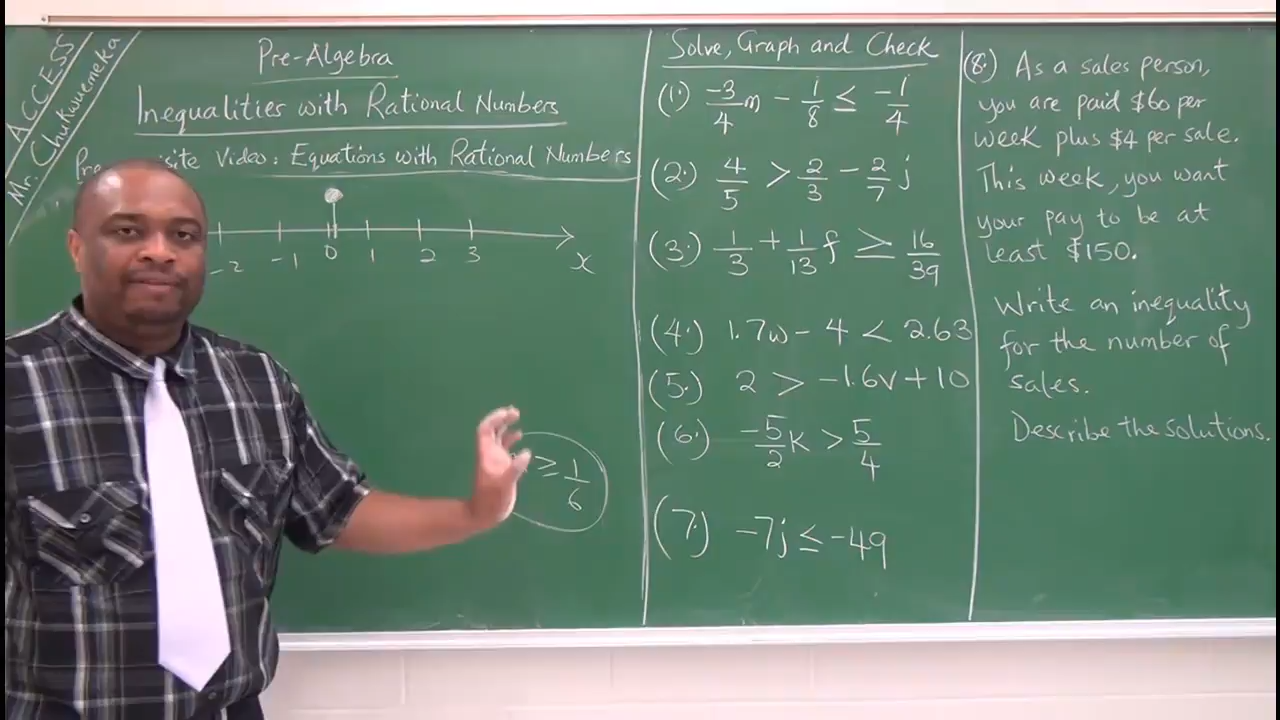 ACCESS
Mr. Chukwuemeka
Pre-Algebra
Inequalities with Rational Numbers
Video: Equations with Rational Numbers
-2 -1 0 1 2 3 x
≥ 1/6
Solve, Graph and Check
(1.) -3/4 m - 1/8 ≤ -1/4
(2.) 4/5 > 2/3 - 2/7 j
(3.) 1/3 + 1/13 f ≥ 16/39
(4.) 1.7w - 4 < 2.63
(5.) 2 > -1.6v + 10
(6.) -5/2 k > 5/4
(7.) -7j ≤ -49
(8.) As a sales person,
you are paid $60 per
week plus $4 per sale.
This week, you want
your pay to be at
least $150.
Write an inequality
for the number of
sales.
Describe the solutions.